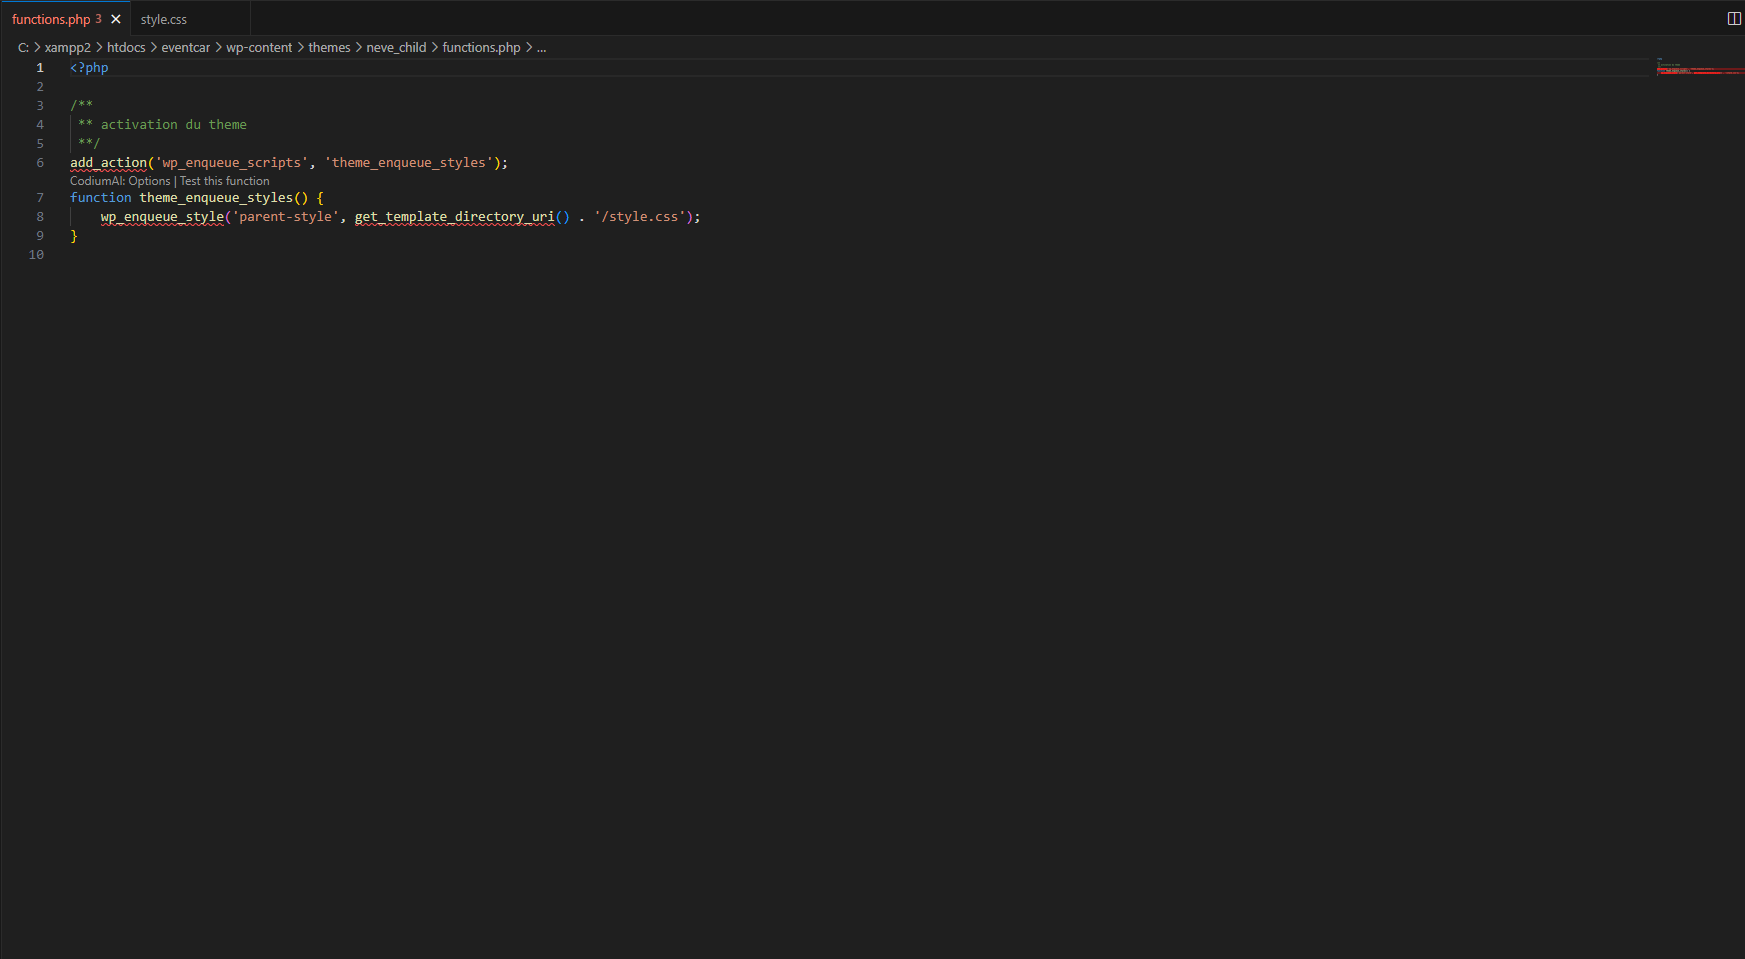 functions.php 3 ✕ style.css
C: > xampp2 > htdocs > eventcar > wp-content > themes > neve_child > functions.php > ...
1 <?php
2
3 /**
4 ** activation du theme
5 **/
6 add_action('wp_enqueue_scripts', 'theme_enqueue_styles');
CodiumAI: Options | Test this function
7 function theme_enqueue_styles() {
8 wp_enqueue_style('parent-style', get_template_directory_uri() . '/style.css');
9 }
10